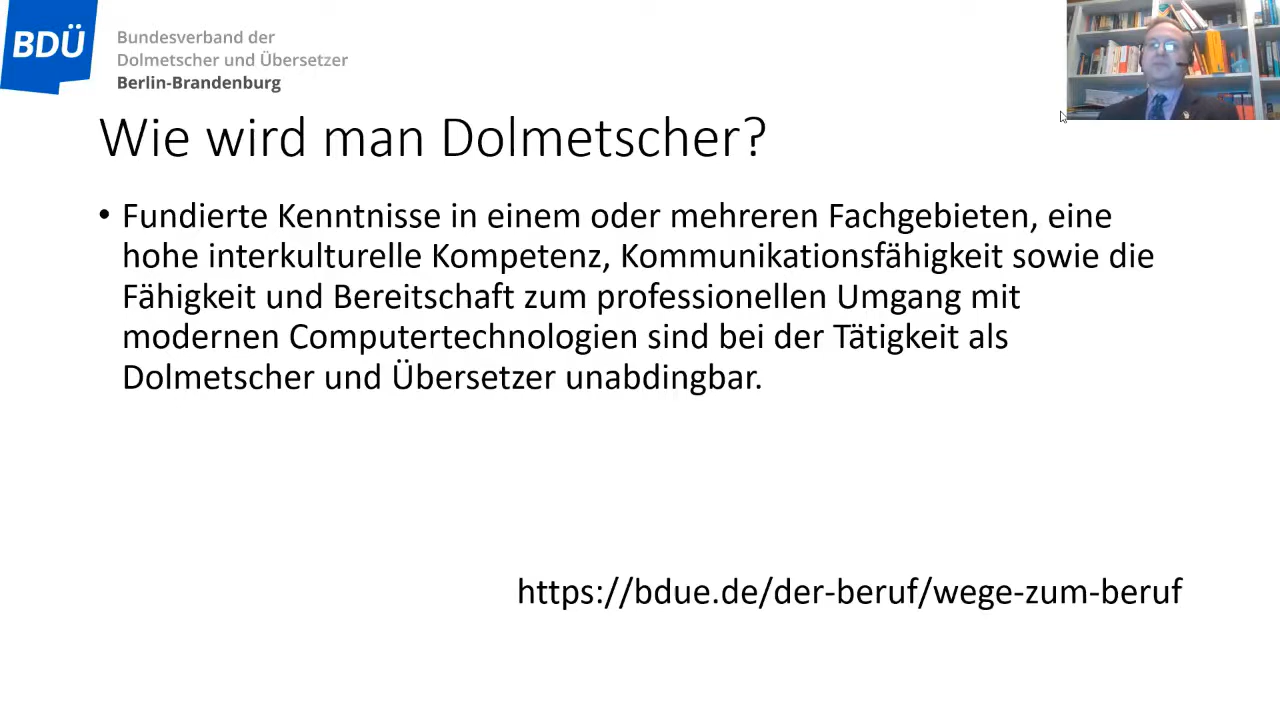 BDÜ
Bundesverband der
Dolmetscher und Übersetzer
Berlin-Brandenburg
Wie wird man Dolmetscher?
• Fundierte Kenntnisse in einem oder mehreren Fachgebieten, eine
hohe interkulturelle Kompetenz, Kommunikationsfähigkeit sowie die
Fähigkeit und Bereitschaft zum professionellen Umgang mit
modernen Computertechnologien sind bei der Tätigkeit als
Dolmetscher und Übersetzer unabdingbar.
https://bdue.de/der-beruf/wege-zum-beruf